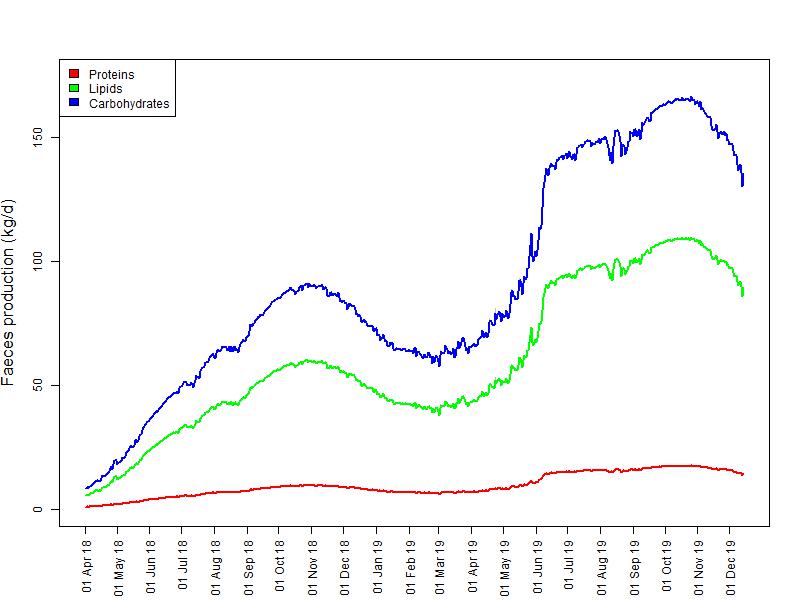 Proteins
Lipids
Carbohydrates
Faeces production (kg/d)
150
100
50
0
01 Apr 18
01 May 18
01 Jun 18
01 Jul 18
01 Aug 18
01 Sep 18
01 Oct 18
01 Nov 18
01 Dec 18
01 Jan 19
01 Feb 19
01 Mar 19
01 Apr 19
01 May 19
01 Jun 19
01 Jul 19
01 Aug 19
01 Sep 19
01 Oct 19
01 Nov 19
01 Dec 19